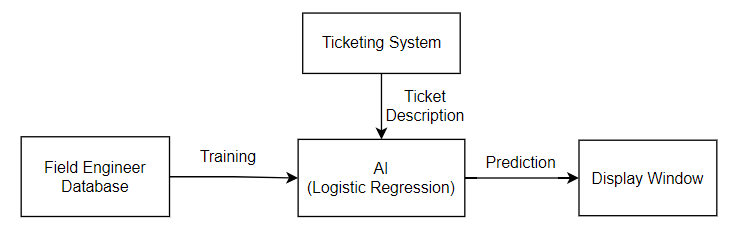 Ticketing System
Ticket
Description
Field Engineer
Database
Training
AI
(Logistic Regression)
Prediction
Display Window